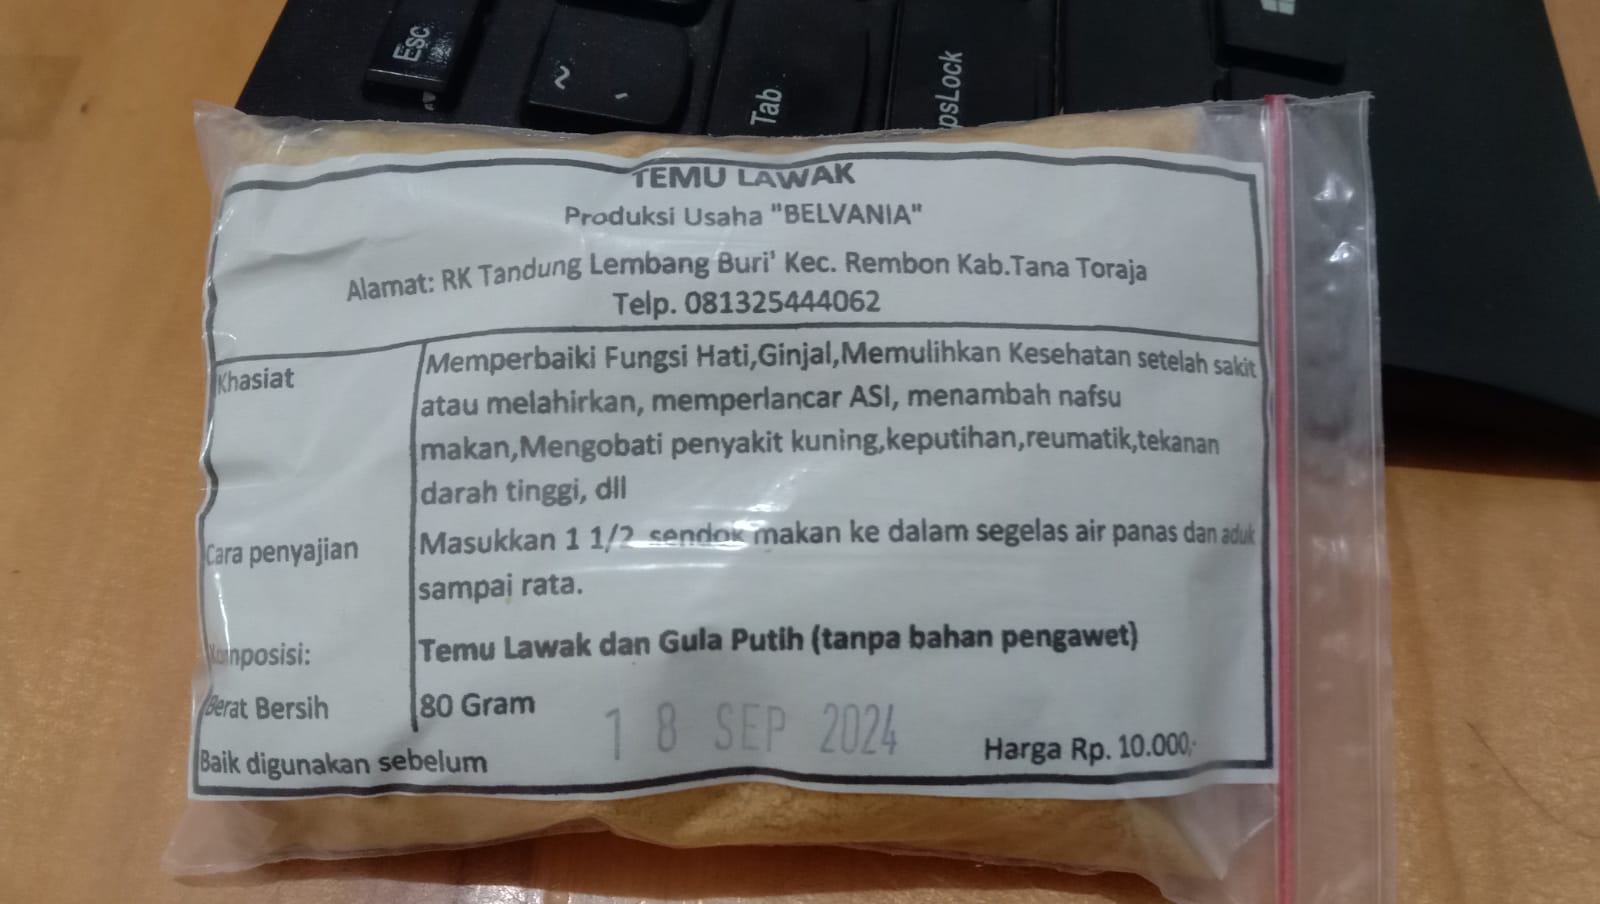 Esc
~
Tab
psLock
TEMU LAWAK
Produksi Usaha "BELVANIA"
Alamat: RK Tandung Lembang Buri' Kec. Rembon Kab.Tana Toraja
Telp. 081325444062
Khasiat
Memperbaiki Fungsi Hati,Ginjal,Memulihkan Kesehatan setelah sakit
atau melahirkan, memperlancar ASI, menambah nafsu
makan,Mengobati penyakit kuning,keputihan,reumatik,tekanan
darah tinggi, dll
Cara penyajian
Masukkan 1 1/2 sendok makan ke dalam segelas air panas dan aduk
sampai rata.
Komposisi:
Temu Lawak dan Gula Putih (tanpa bahan pengawet)
Berat Bersih
80 Gram
18 SEP 2024
Baik digunakan sebelum
Harga Rp. 10.000,-